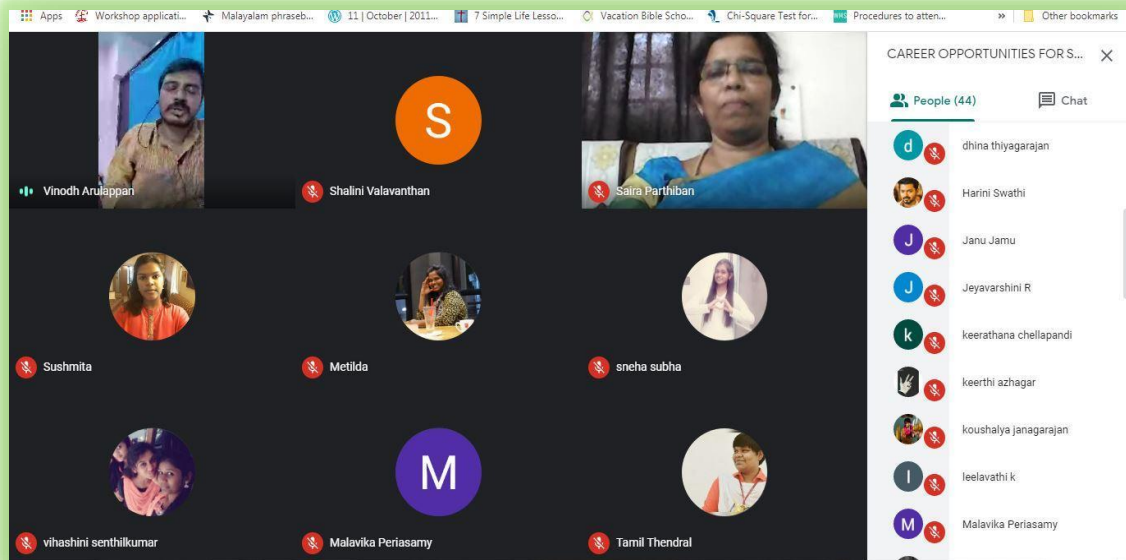 Apps Workshop applicati... Malayalam phraseb... 11 | October | 2011... 7 Simple Life Lesso... Vacation Bible Scho... Chi-Square Test for... WMS Procedures to atten... » Other bookmarks
CAREER OPPORTUNITIES FOR S...
People (44) Chat
S
Vinodh Arulappan Shalini Valavanthan Saira Parthiban
Sushmita Metilda sneha subha
M
vihashini senthilkumar Malavika Periasamy Tamil Thendral
d dhina thiyagarajan
Harini Swathi
J Janu Jamu
J Jeyavarshini R
k keerathana chellapandi
keerthi azhagar
koushalya janagarajan
l leelavathi k
M Malavika Periasamy